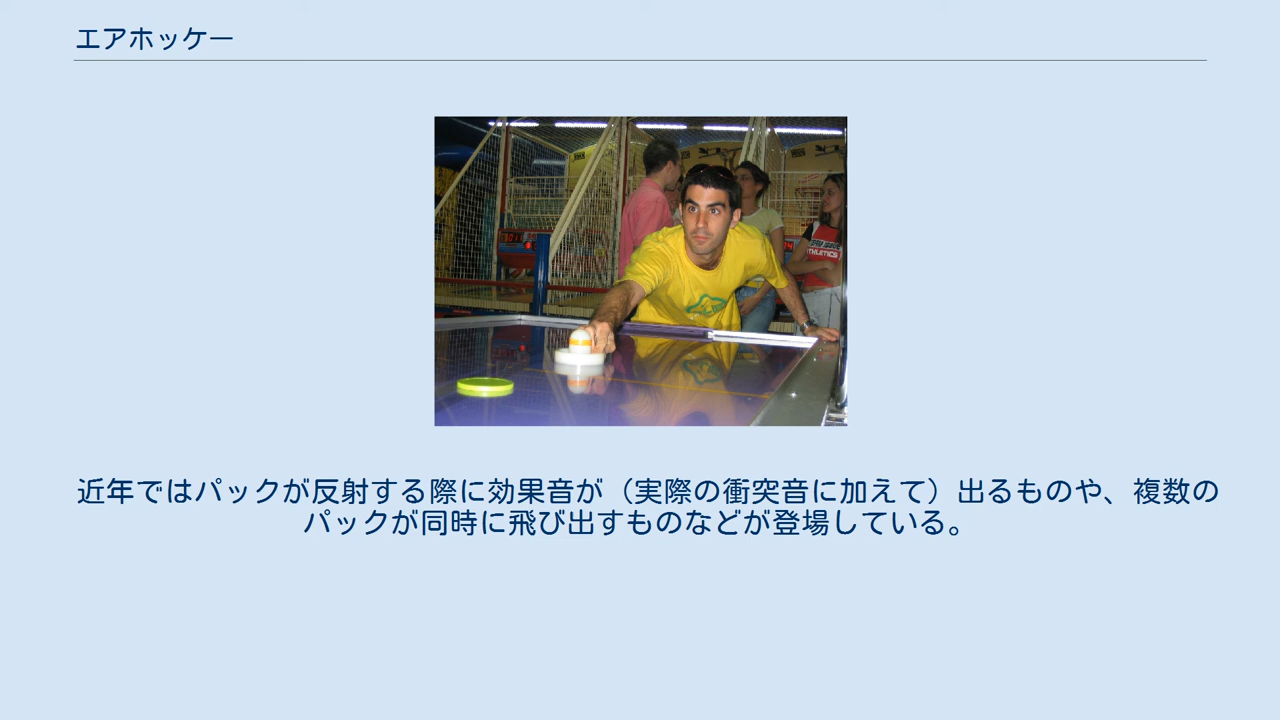 エアホッケー
近年ではパックが反射する際に効果音が（実際の衝突音に加えて）出るものや、複数の
パックが同時に飛び出すものなどが登場している。
ATHLETICS